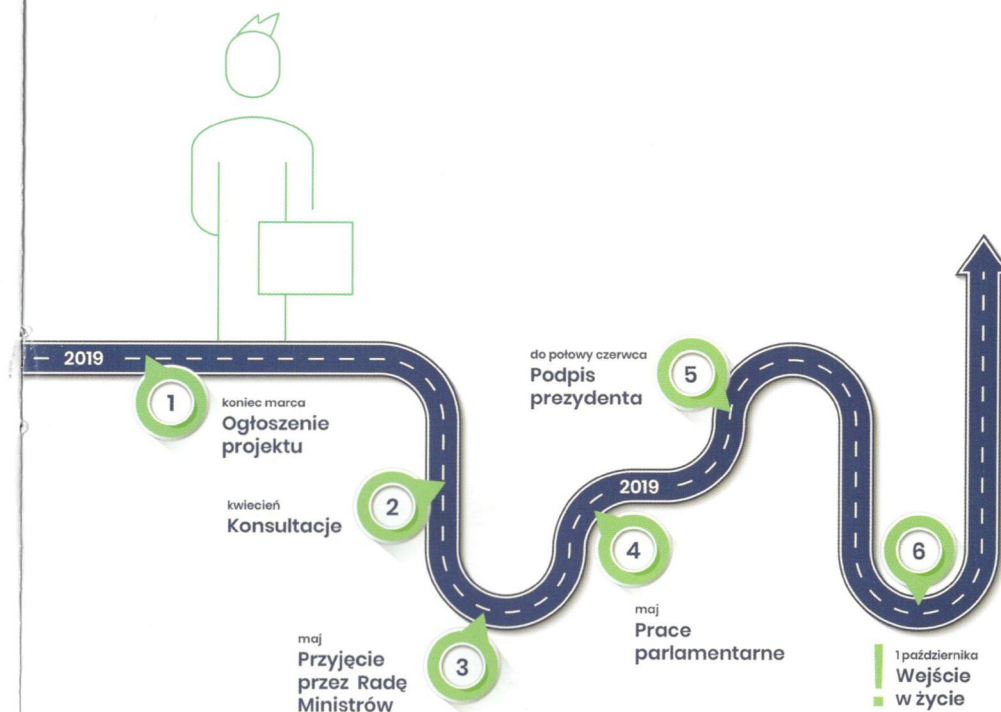 2019
1
koniec marca
Ogłoszenie
projektu
2
kwiecień
Konsultacje
3
maj
Przyjęcie
przez Radę
Ministrów
2019
4
maj
Prace
parlamentarne
5
do połowy czerwca
Podpis
prezydenta
6
1 października
Wejście
w życie